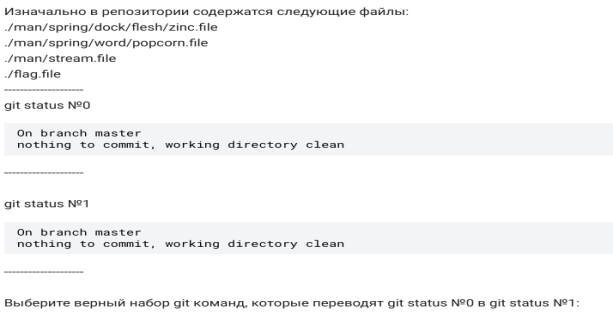 Изначально в репозитории содержатся следующие файлы:
./man/spring/dock/flesh/zinc.file
./man/spring/word/popcorn.file
./man/stream.file
./flag.file
--------------------
git status №0
On branch master
nothing to commit, working directory clean
--------------------
git status №1
On branch master
nothing to commit, working directory clean
--------------------
Выберите верный набор git команд, которые переводят git status №0 в git status №1: